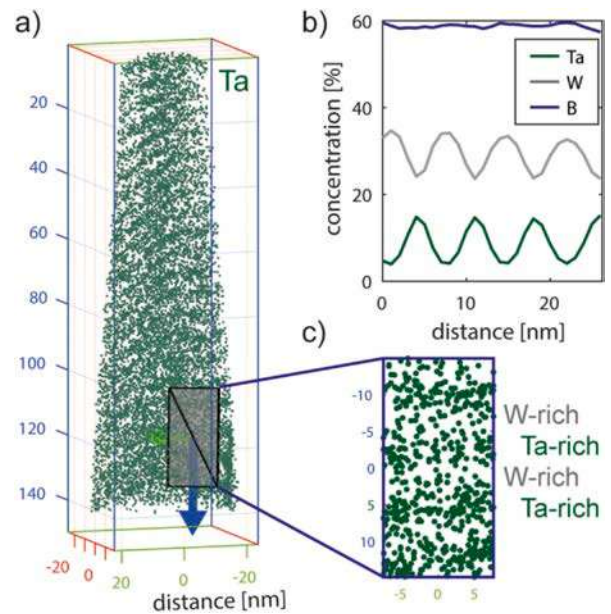 a)
Ta
20
40
60
80
100
120
140
-20
0
20
0
-20
distance [nm]
b)
60
40
20
0
concentration [%]
Ta
W
B
0
10
20
distance [nm]
c)
-10
-5
0
5
10
-5
0
5
W-rich
Ta-rich
W-rich
Ta-rich